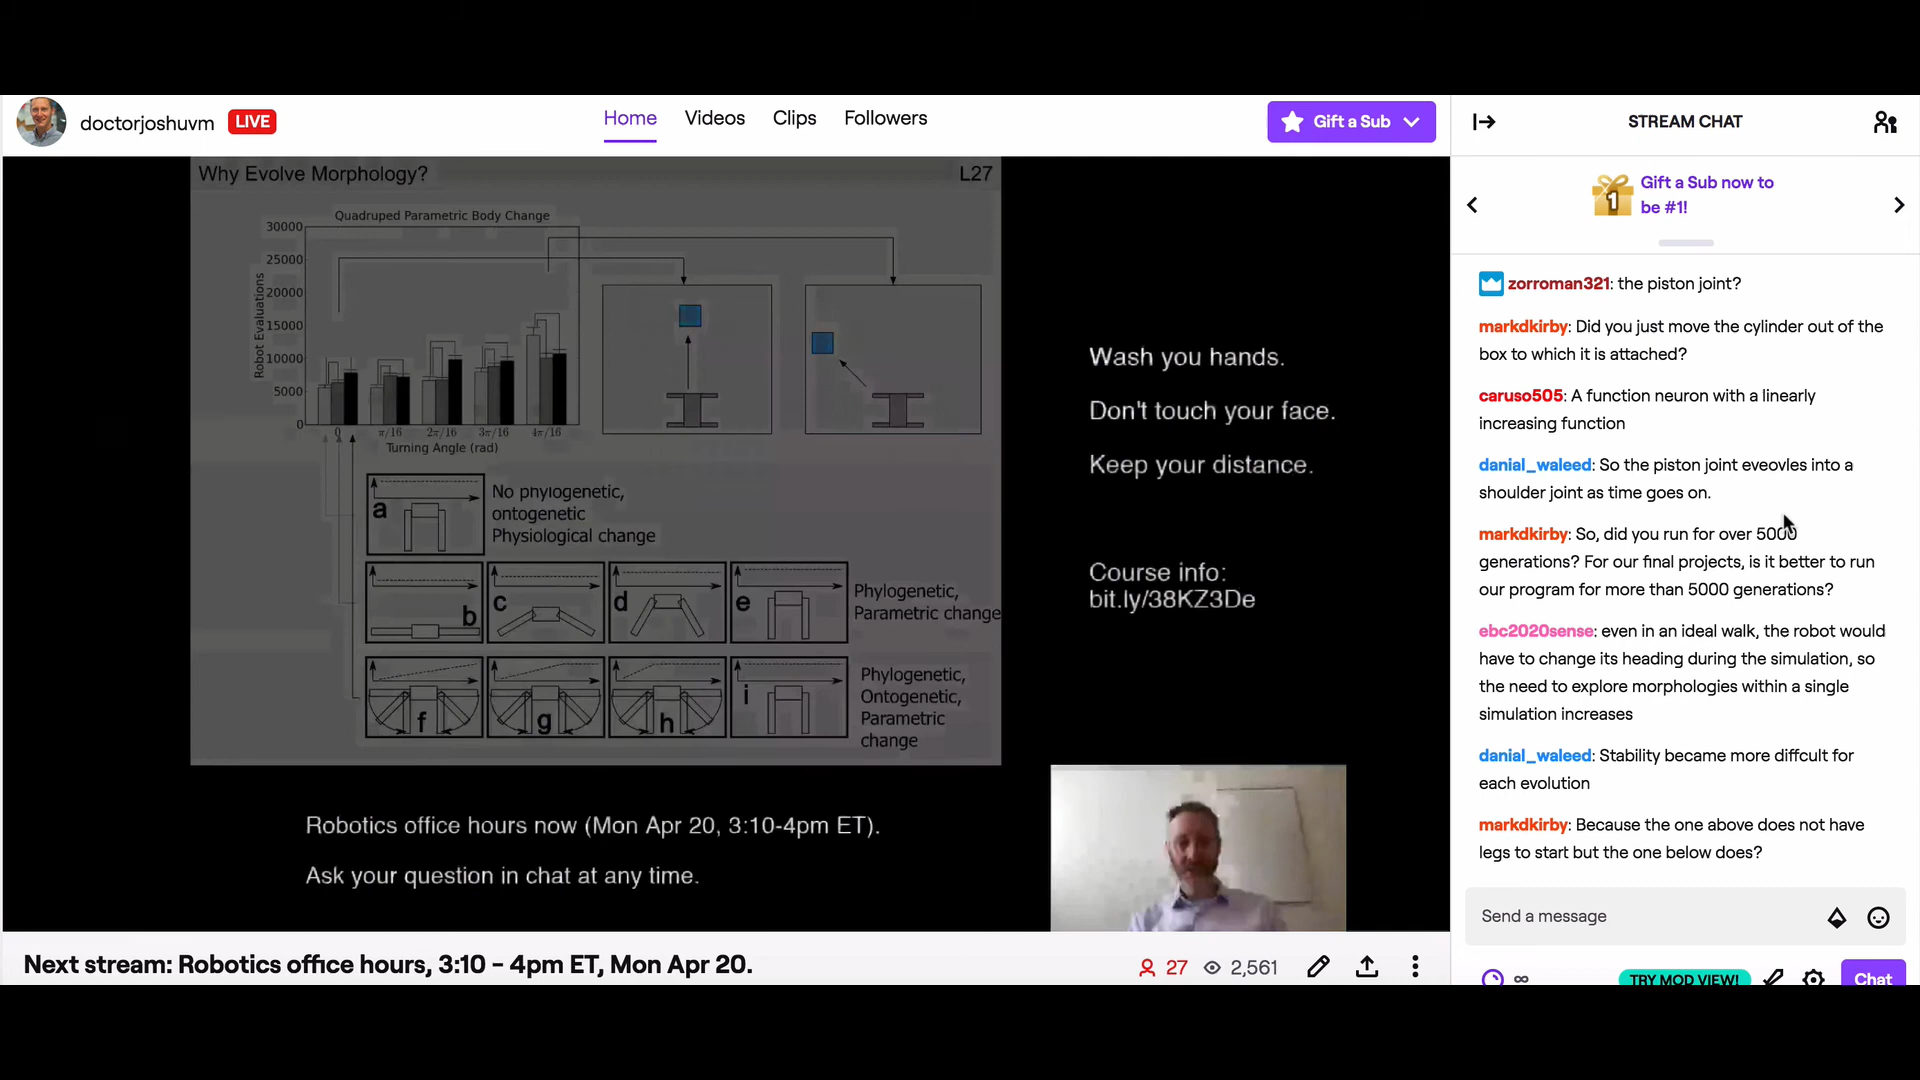 doctorjoshuvm LIVE
Home Videos Clips Followers
Gift a Sub
STREAM CHAT
Gift a Sub now to
be #1!
1
Why Evolve Morphology? L27
Quadruped Parametric Body Change
30000
25000
20000
15000
10000
5000
0
Robot Evaluations
0 π/16 2π/16 3π/16 4π/16
Turning Angle (rad)
a
No phylogenetic,
ontogenetic
Physiological change
b c d e
Phylogenetic,
Parametric change
f g h i
Phylogenetic,
Ontogenetic,
Parametric
change
Wash you hands.
Don't touch your face.
Keep your distance.
Course info:
bit.ly/38KZ3De
Robotics office hours now (Mon Apr 20, 3:10-4pm ET).
Ask your question in chat at any time.
Next stream: Robotics office hours, 3:10 - 4pm ET, Mon Apr 20.
27 2,561
zorroman321: the piston joint?
markdkirby: Did you just move the cylinder out of the
box to which it is attached?
caruso505: A function neuron with a linearly
increasing function
danial_waleed: So the piston joint eveovles into a
shoulder joint as time goes on.
markdkirby: So, did you run for over 5000
generations? For our final projects, is it better to run
our program for more than 5000 generations?
ebc2020sense: even in an ideal walk, the robot would
have to change its heading during the simulation, so
the need to explore morphologies within a single
simulation increases
danial_waleed: Stability became more diffcult for
each evolution
markdkirby: Because the one above does not have
legs to start but the one below does?
Send a message
∞ TRY MOD VIEW! Chat